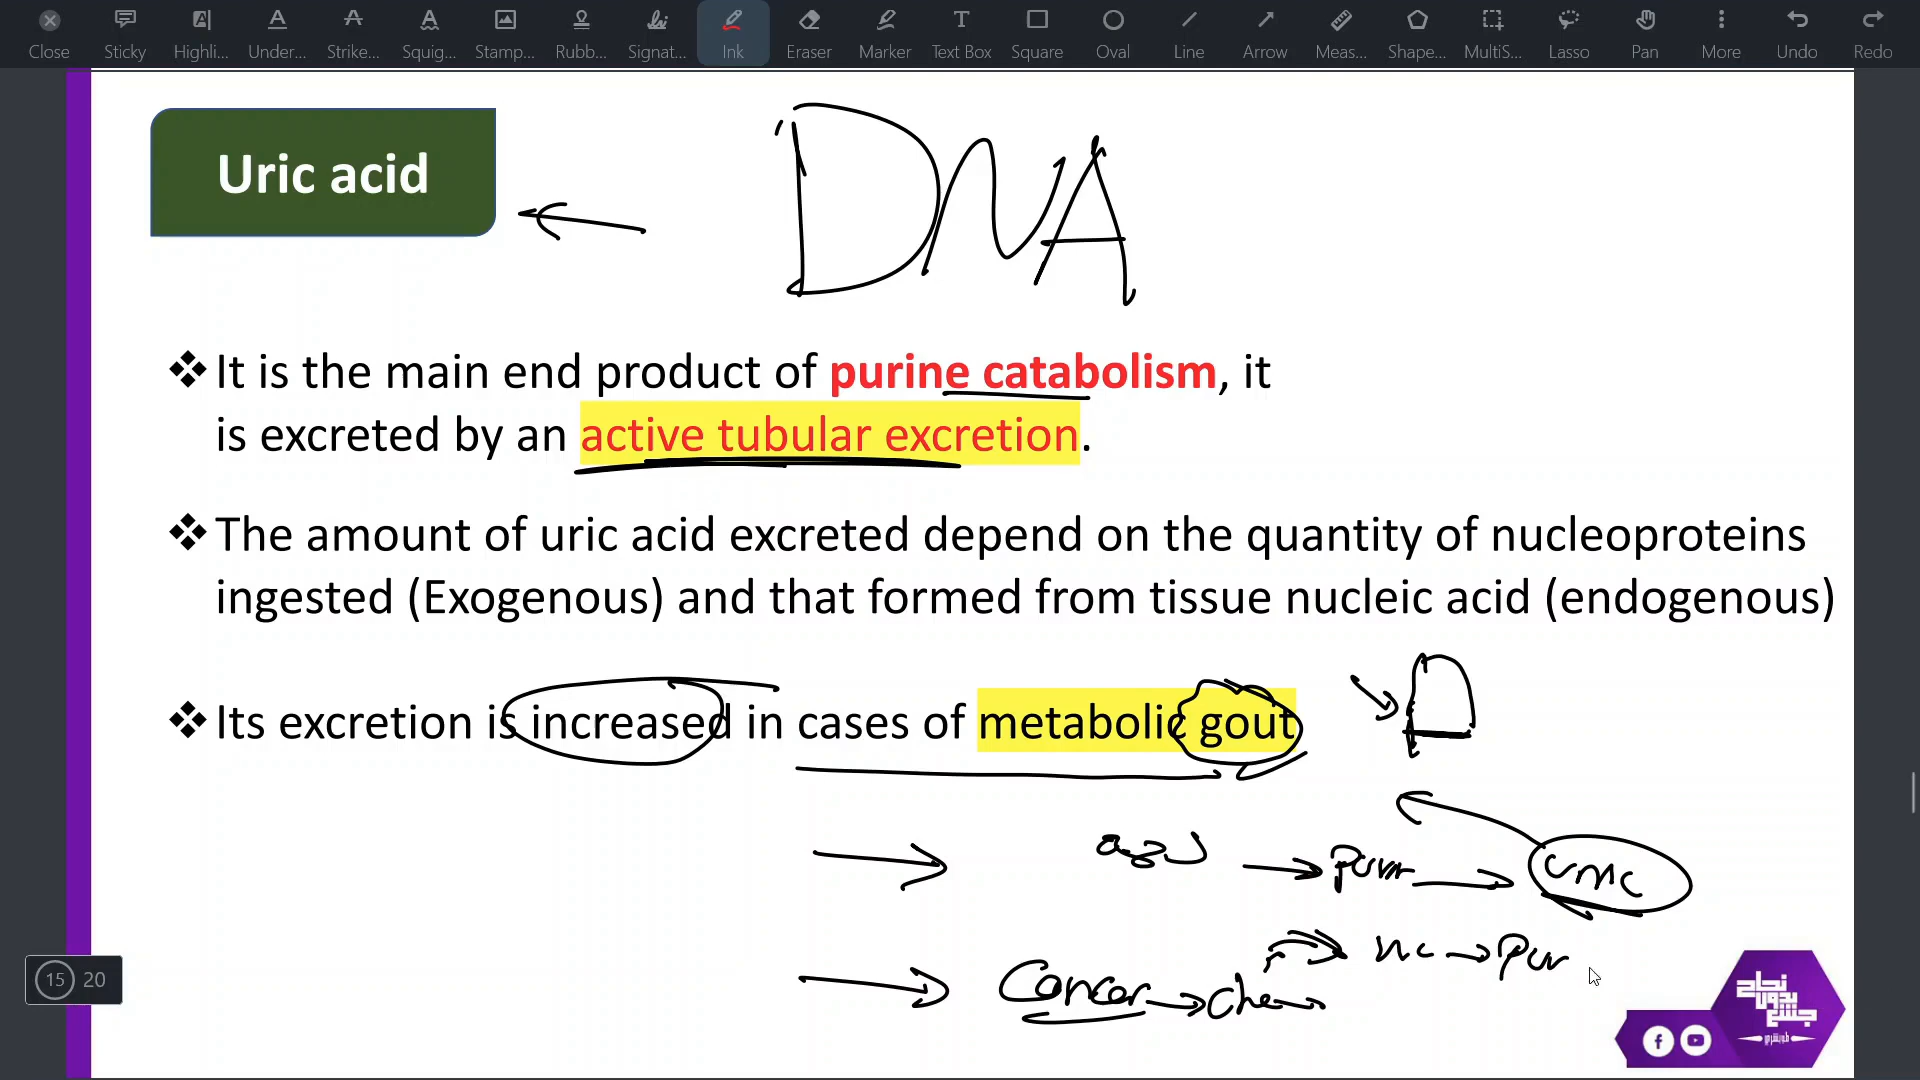 Close Sticky Highli... Under... Strike... Squig... Stamp... Rubb... Signat... Ink Eraser Marker Text Box Square Oval Line Arrow Meas... Shape... MultiS... Lasso Pan More Undo Redo
Uric acid
DNA
❖It is the main end product of purine catabolism, it
is excreted by an active tubular excretion.
❖The amount of uric acid excreted depend on the quantity of nucleoproteins
ingested (Exogenous) and that formed from tissue nucleic acid (endogenous)
❖Its excretion is increased in cases of metabolic gout
Cancer
Pur
15 20
نجاح
بدون
جشع